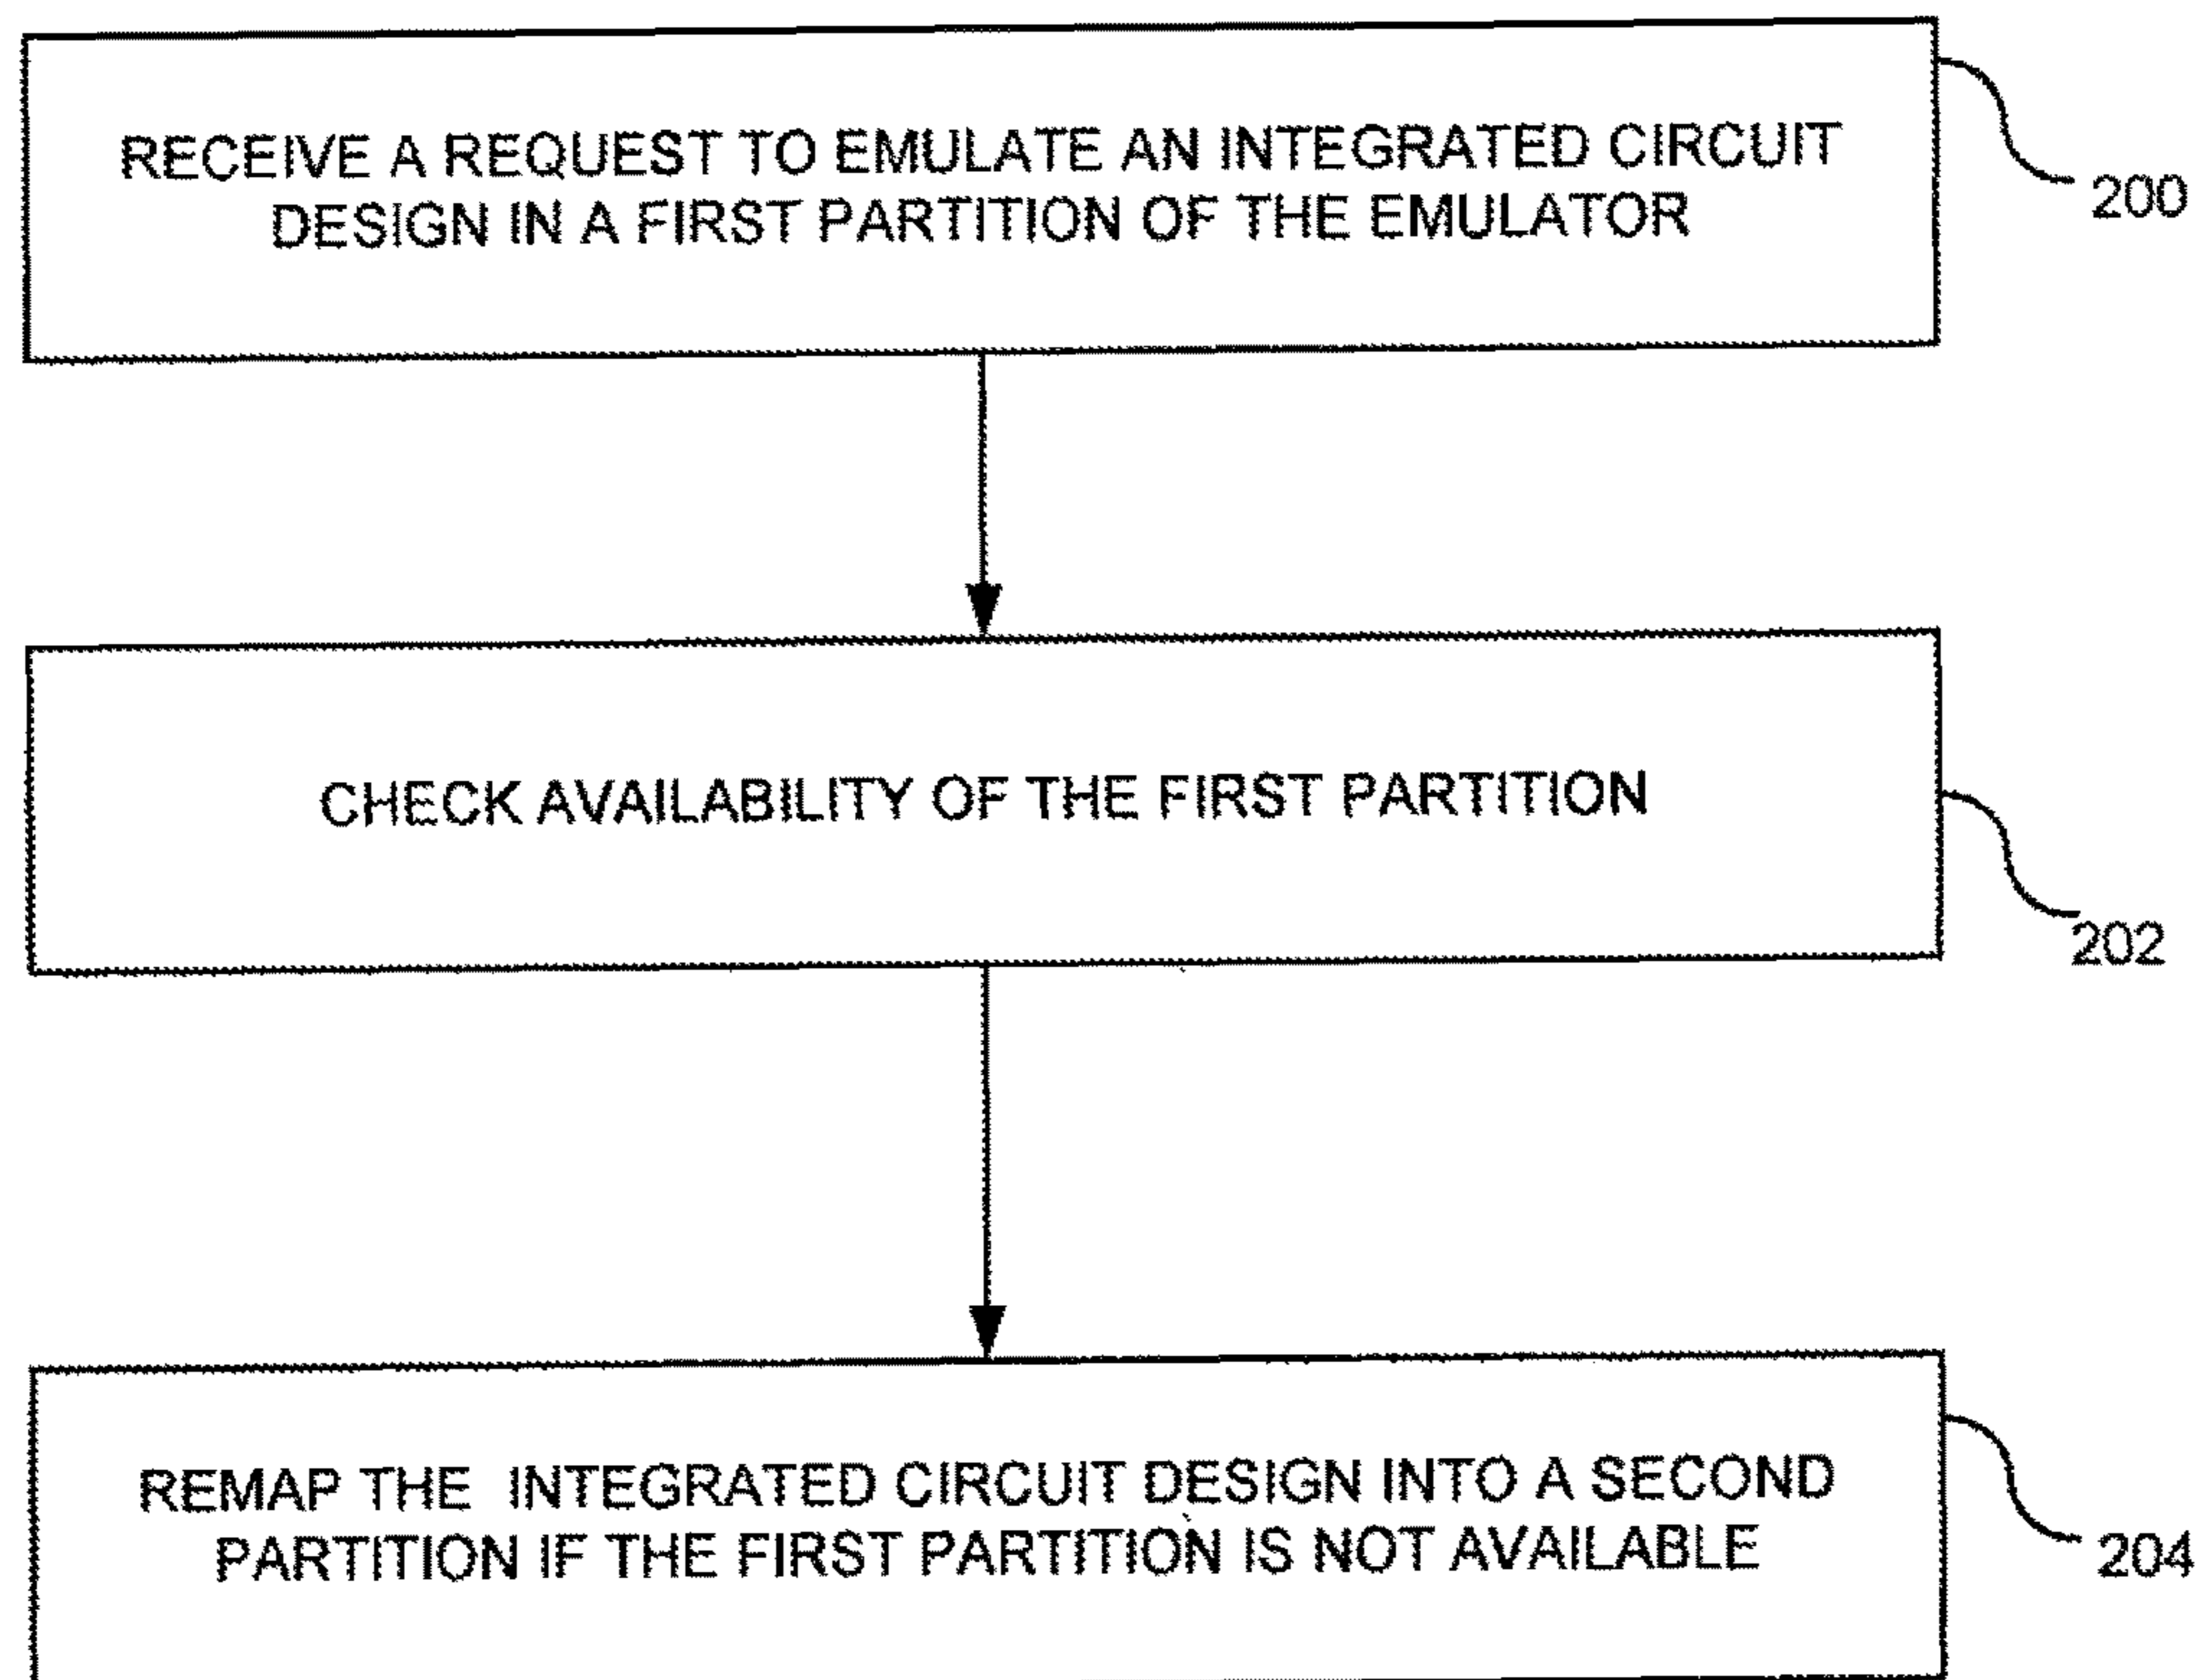 RECEIVE A REQUEST TO EMULATE AN INTEGRATED CIRCUIT
DESIGN IN A FIRST PARTITION OF THE EMULATOR
200
CHECK AVAILABILITY OF THE FIRST PARTITION
202
REMAP THE INTEGRATED CIRCUIT DESIGN INTO A SECOND
PARTITION IF THE FIRST PARTITION IS NOT AVAILABLE
204